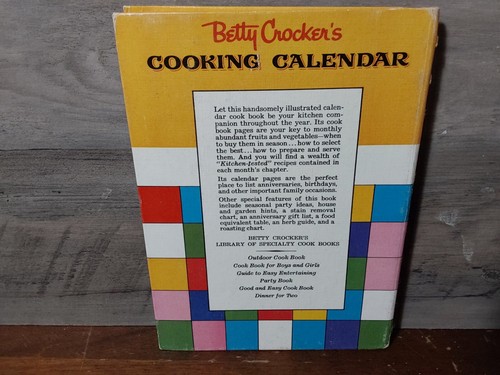 Betty Crocker's
COOKING CALENDAR
Let this handsomely illustrated calen-
dar cook book be your kitchen com-
panion throughout the year. Its cook
book pages are your key to monthly
abundant fruits and vegetables—when
to buy them in season...how to select
the best...how to prepare and serve
them. And you will find a wealth of
"Kitchen-tested" recipes contained in
each month's chapter.
Its calendar pages are the perfect
place to list anniversaries, birthdays,
and other important family occasions.
Other special features of this book
include seasonal party ideas, house
and garden hints, a stain removal
chart, an anniversary gift list, a food
equivalent table, an herb guide, and a
roasting chart.
BETTY CROCKER'S
LIBRARY OF SPECIALTY COOK BOOKS
Outdoor Cook Book
Cook Book for Boys and Girls
Guide to Easy Entertaining
Party Book
Good and Easy Cook Book
Dinner for Two